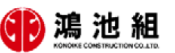 鴻池組
KONOIKE CONSTRUCTION CO.,LTD.